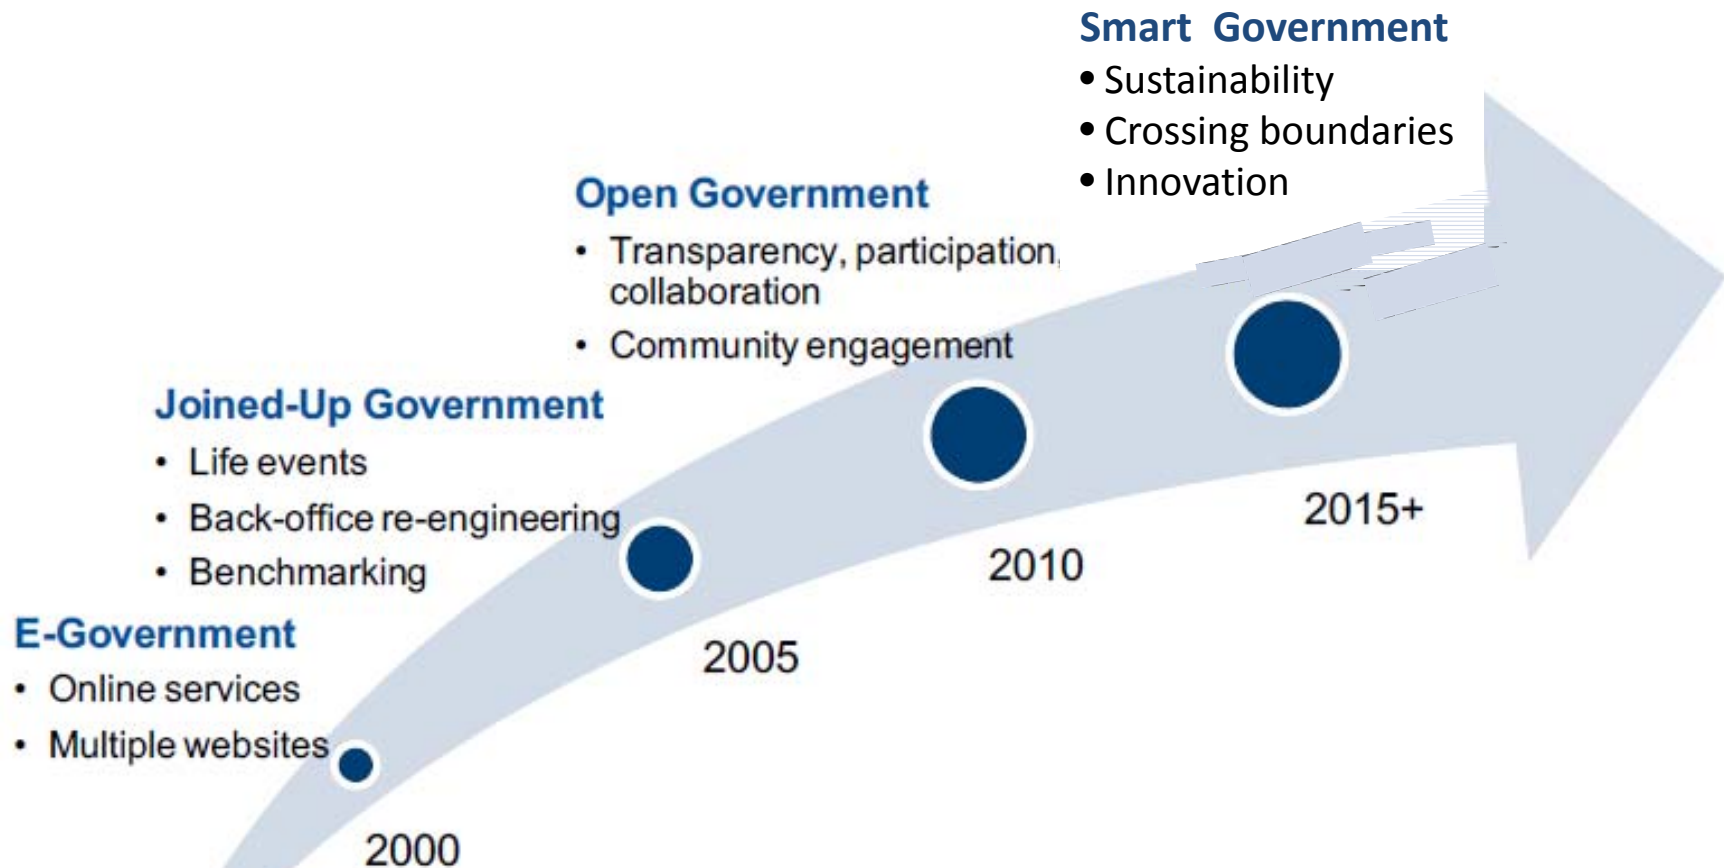 Smart Government
• Sustainability
• Crossing boundaries
• Innovation
Open Government
• Transparency, participation,
collaboration
• Community engagement
Joined-Up Government
• Life events
• Back-office re-engineering
• Benchmarking
E-Government
• Online services
• Multiple websites
2000
2005
2010
2015+